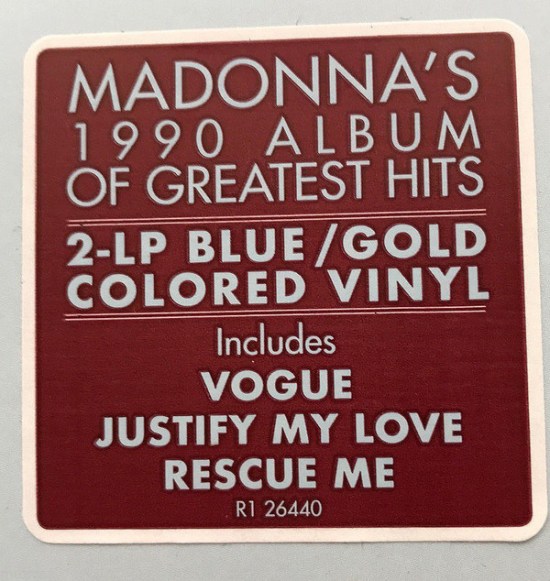 MADONNA'S
1990 ALBUM
OF GREATEST HITS
2-LP BLUE/GOLD
COLORED VINYL
Includes
VOGUE
JUSTIFY MY LOVE
RESCUE ME
R1 26440